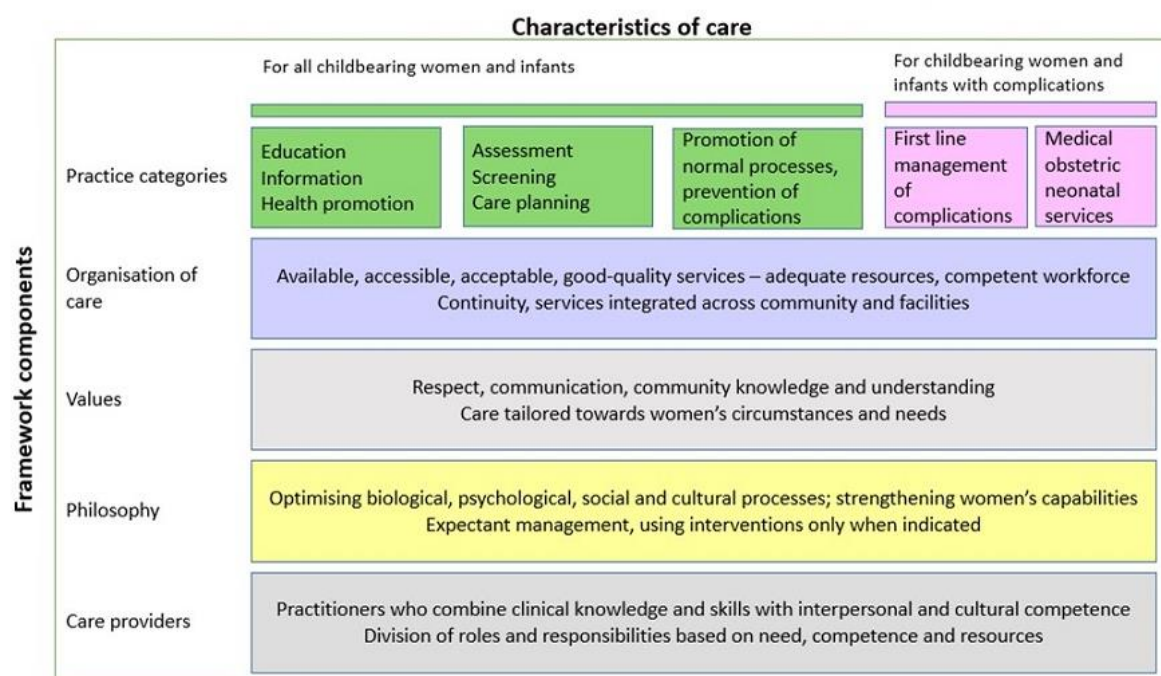 Characteristics of care
For all childbearing women and infants
For childbearing women and
infants with complications
Framework components
Practice categories
Education
Information
Health promotion
Assessment
Screening
Care planning
Promotion of
normal processes,
prevention of
complications
First line
management
of
complications
Medical
obstetric
neonatal
services
Organisation of
care
Available, accessible, acceptable, good-quality services – adequate resources, competent workforce
Continuity, services integrated across community and facilities
Values
Respect, communication, community knowledge and understanding
Care tailored towards women’s circumstances and needs
Philosophy
Optimising biological, psychological, social and cultural processes; strengthening women’s capabilities
Expectant management, using interventions only when indicated
Care providers
Practitioners who combine clinical knowledge and skills with interpersonal and cultural competence
Division of roles and responsibilities based on need, competence and resources